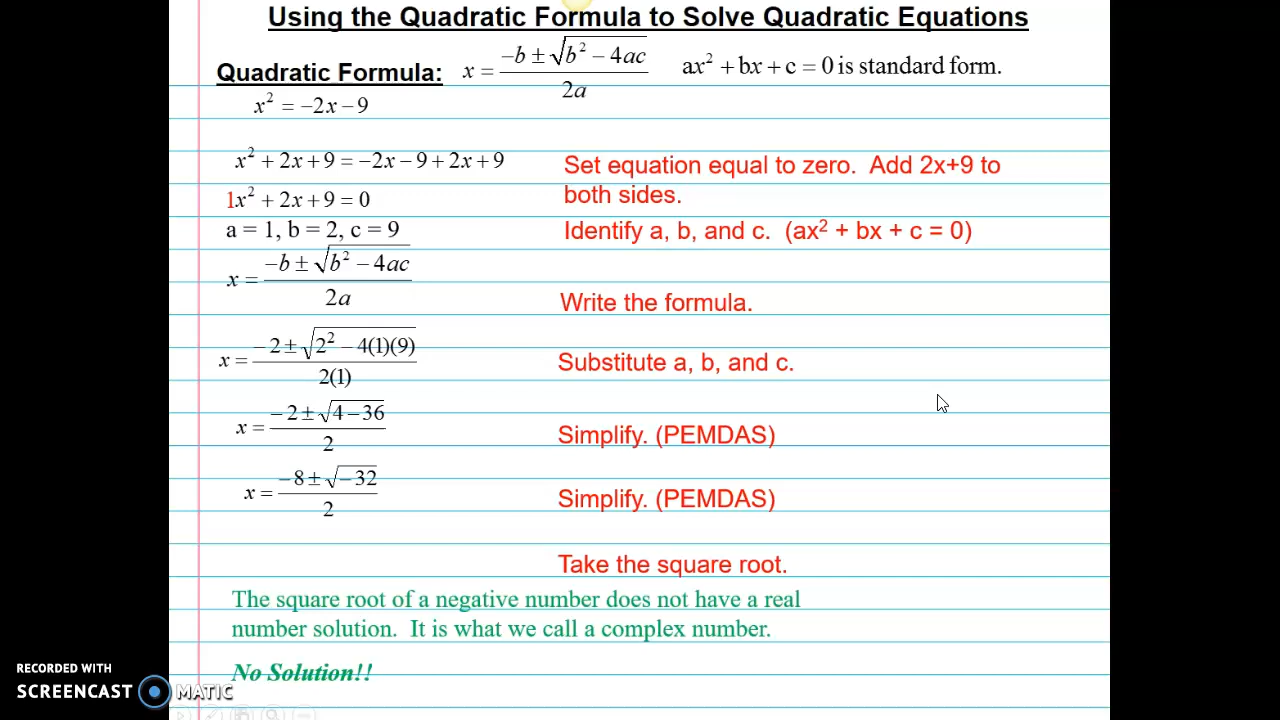 Using the Quadratic Formula to Solve Quadratic Equations
Quadratic Formula: x = (−b ± √(b² − 4ac)) / 2a    ax² + bx + c = 0 is standard form.
x² = −2x − 9
x² + 2x + 9 = −2x − 9 + 2x + 9
Set equation equal to zero.  Add 2x+9 to
both sides.
1x² + 2x + 9 = 0
a = 1, b = 2, c = 9
Identify a, b, and c.  (ax² + bx + c = 0)
x = (−b ± √(b² − 4ac)) / 2a
Write the formula.
x = (−2 ± √(2² − 4(1)(9))) / 2(1)
Substitute a, b, and c.
x = (−2 ± √(4 − 36)) / 2
Simplify. (PEMDAS)
x = (−8 ± √(−32)) / 2
Simplify. (PEMDAS)
Take the square root.
The square root of a negative number does not have a real
number solution.  It is what we call a complex number.
No Solution!!
RECORDED WITH
SCREENCAST MATIC